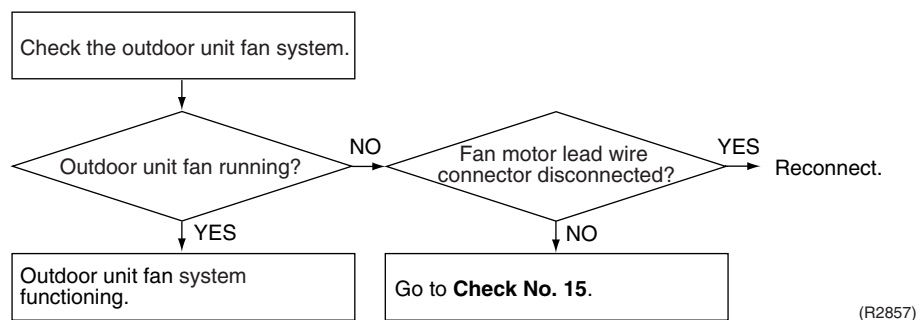 Check the outdoor unit fan system.
Outdoor unit fan running?
NO
Fan motor lead wire
connector disconnected?
YES
Reconnect.
YES
NO
Outdoor unit fan system
functioning.
Go to Check No. 15.
(R2857)